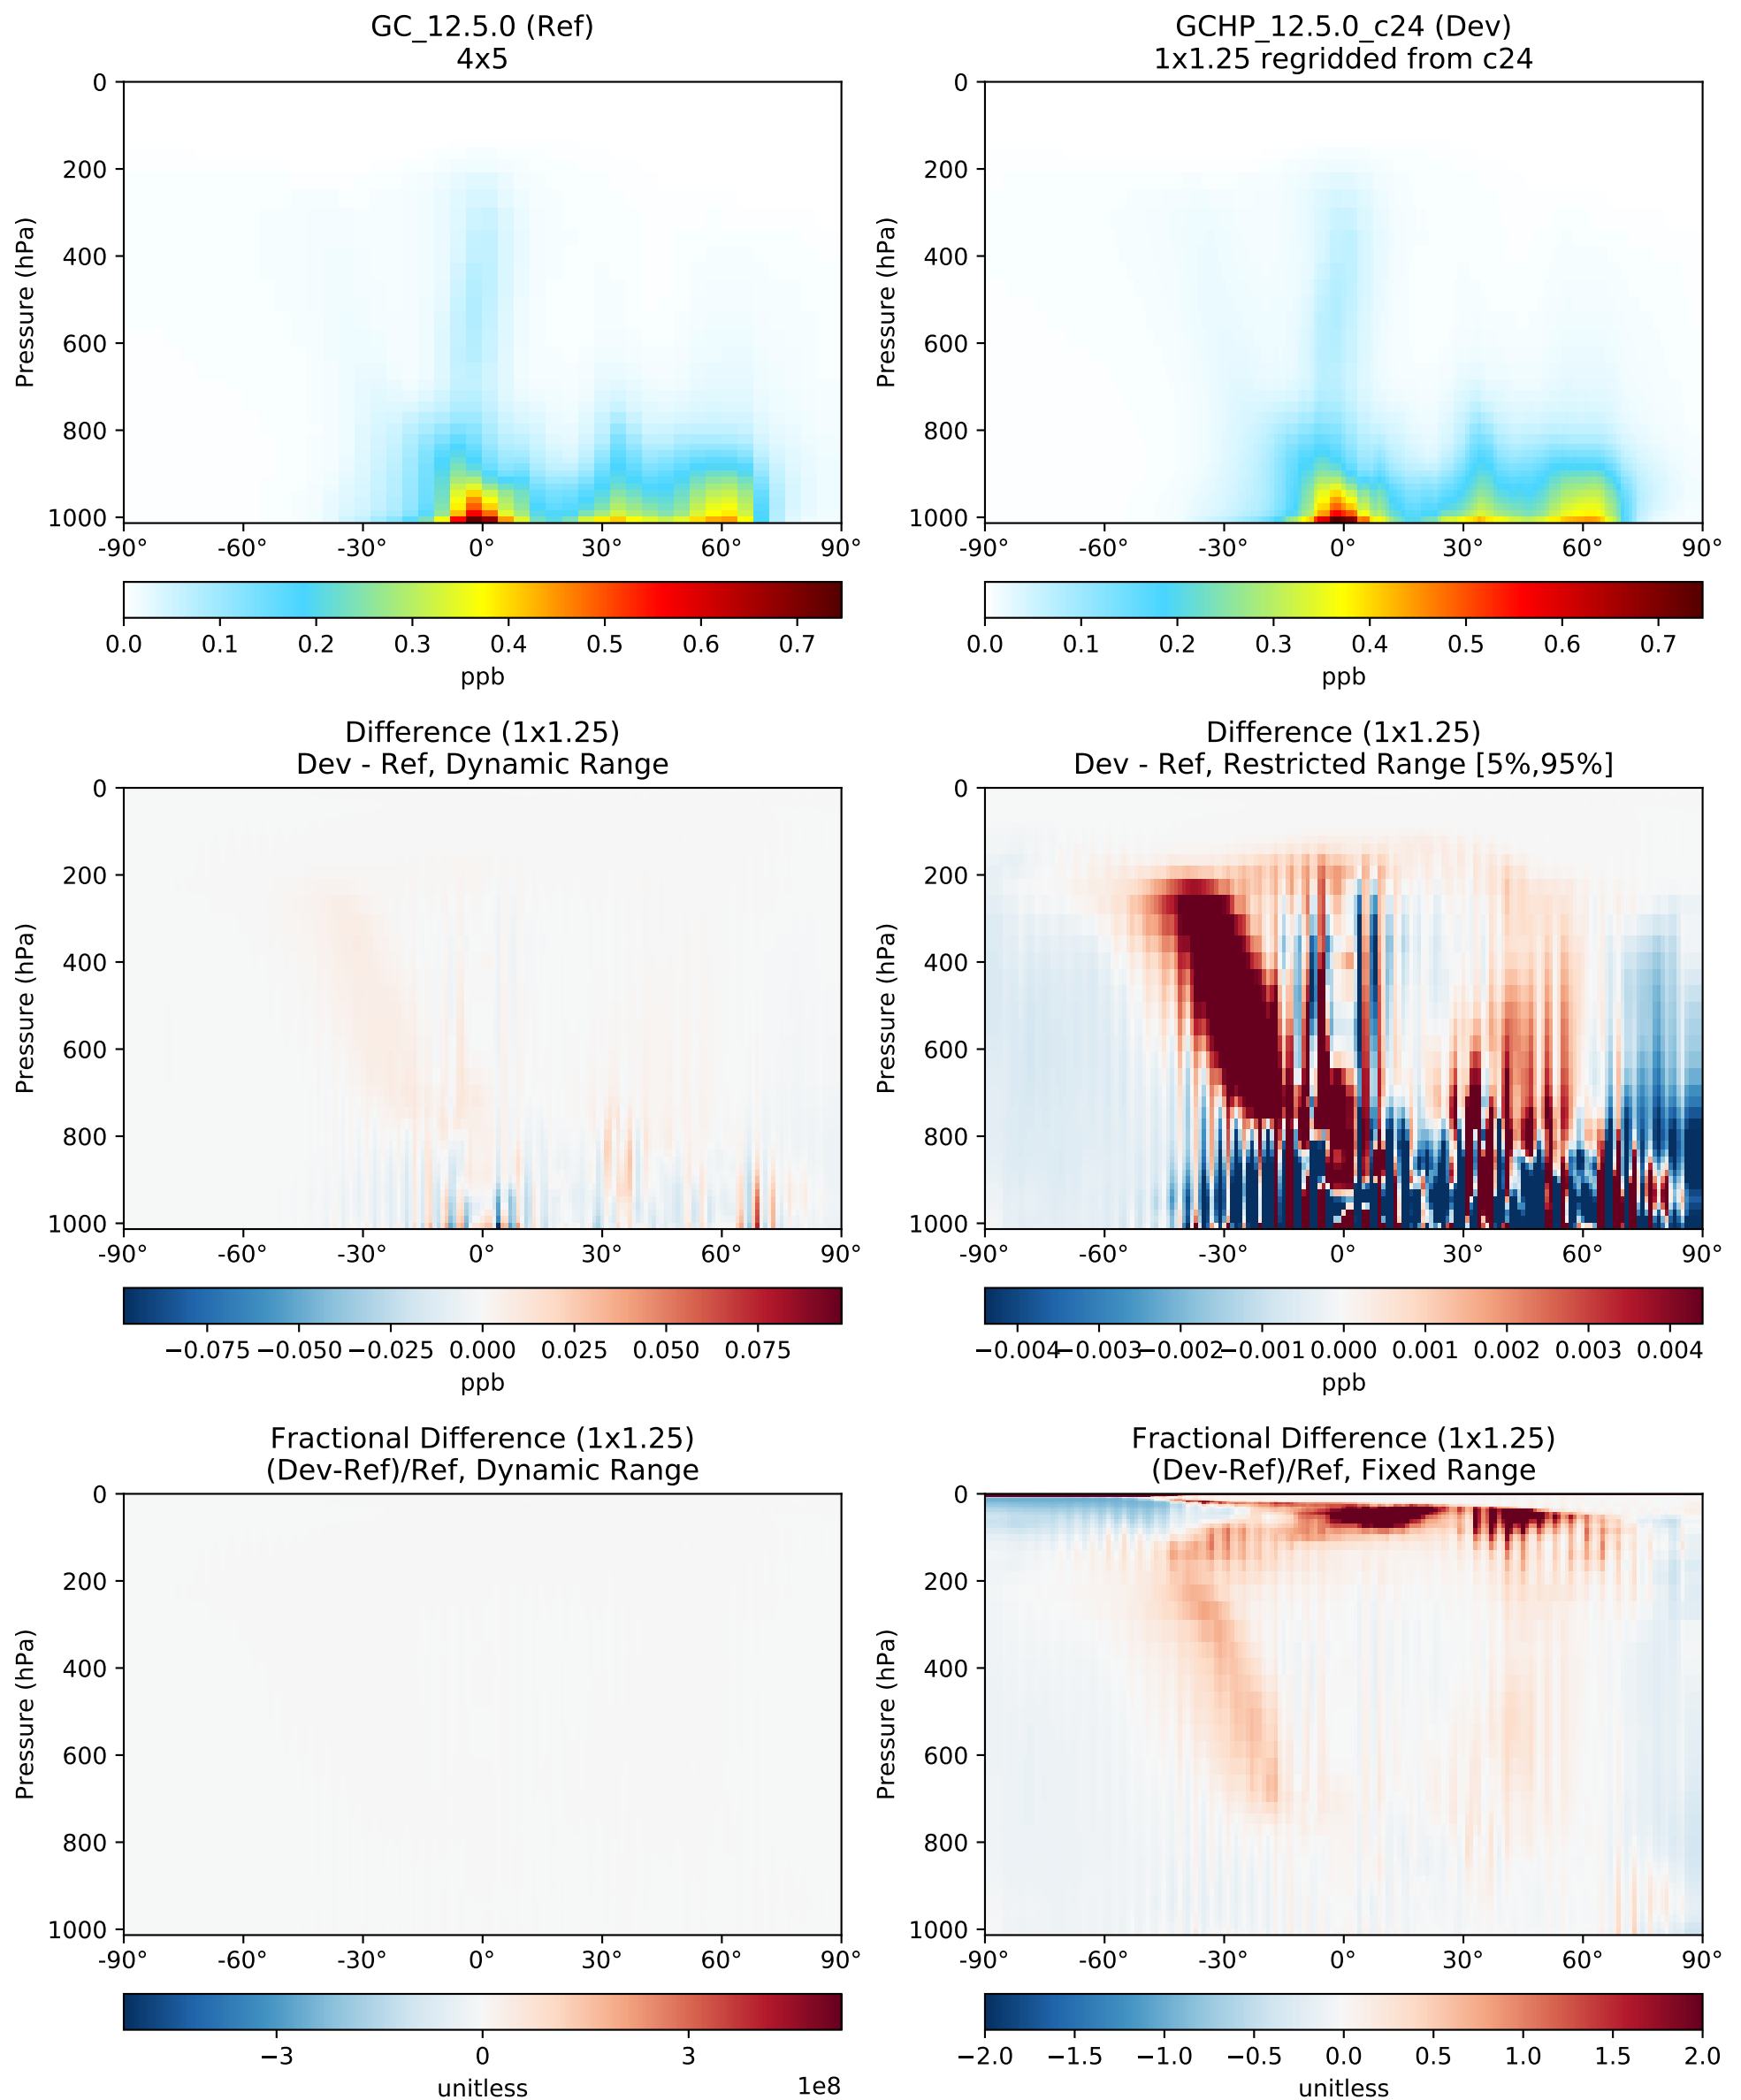 GC_12.5.0 (Ref)
4x5
GCHP_12.5.0_c24 (Dev)
1x1.25 regridded from c24
0
200
400
600
800
1000
Pressure (hPa)
-90° -60° -30° 0° 30° 60° 90°
0.0 0.1 0.2 0.3 0.4 0.5 0.6 0.7
ppb
0
200
400
600
800
1000
Pressure (hPa)
-90° -60° -30° 0° 30° 60° 90°
0.0 0.1 0.2 0.3 0.4 0.5 0.6 0.7
ppb
Difference (1x1.25)
Dev - Ref, Dynamic Range
0
200
400
600
800
1000
Pressure (hPa)
-90° -60° -30° 0° 30° 60° 90°
−0.075 −0.050 −0.025 0.000 0.025 0.050 0.075
ppb
Difference (1x1.25)
Dev - Ref, Restricted Range [5%,95%]
0
200
400
600
800
1000
Pressure (hPa)
-90° -60° -30° 0° 30° 60° 90°
−0.004 −0.003 −0.002 −0.001 0.000 0.001 0.002 0.003 0.004
ppb
Fractional Difference (1x1.25)
(Dev-Ref)/Ref, Dynamic Range
0
200
400
600
800
1000
Pressure (hPa)
-90° -60° -30° 0° 30° 60° 90°
−3 0 3
unitless
1e8
Fractional Difference (1x1.25)
(Dev-Ref)/Ref, Fixed Range
0
200
400
600
800
1000
Pressure (hPa)
-90° -60° -30° 0° 30° 60° 90°
−2.0 −1.5 −1.0 −0.5 0.0 0.5 1.0 1.5 2.0
unitless